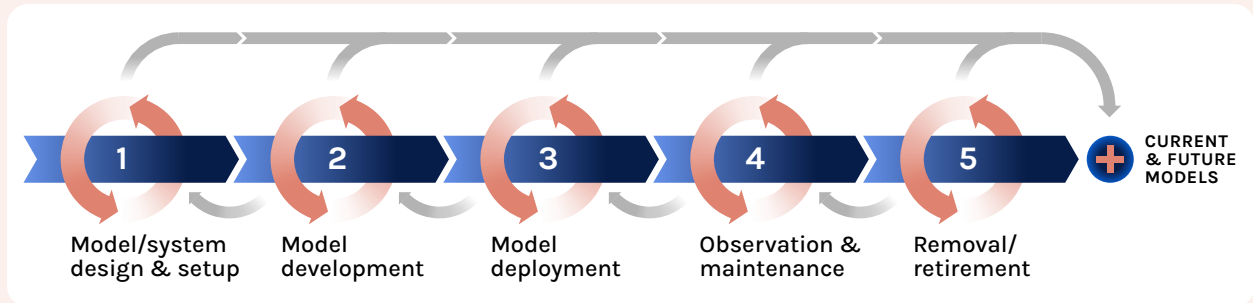 1
2
3
4
5
CURRENT
& FUTURE
MODELS
Model/system
design & setup
Model
development
Model
deployment
Observation &
maintenance
Removal/
retirement